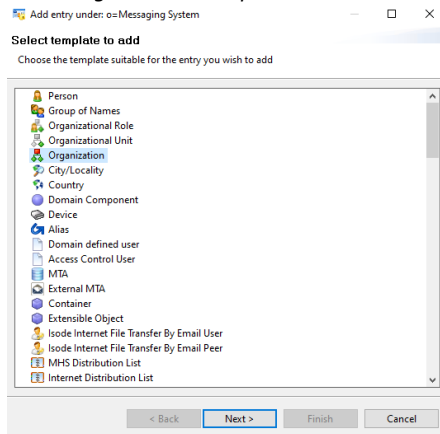 Add entry under: o=Messaging System
Select template to add
Choose the template suitable for the entry you wish to add
Person
Group of Names
Organizational Role
Organizational Unit
Organization
City/Locality
Country
Domain Component
Device
Alias
Domain defined user
Access Control User
MTA
External MTA
Container
Extensible Object
Isode Internet File Transfer By Email User
Isode Internet File Transfer By Email Peer
MHS Distribution List
Internet Distribution List
< Back Next > Finish Cancel